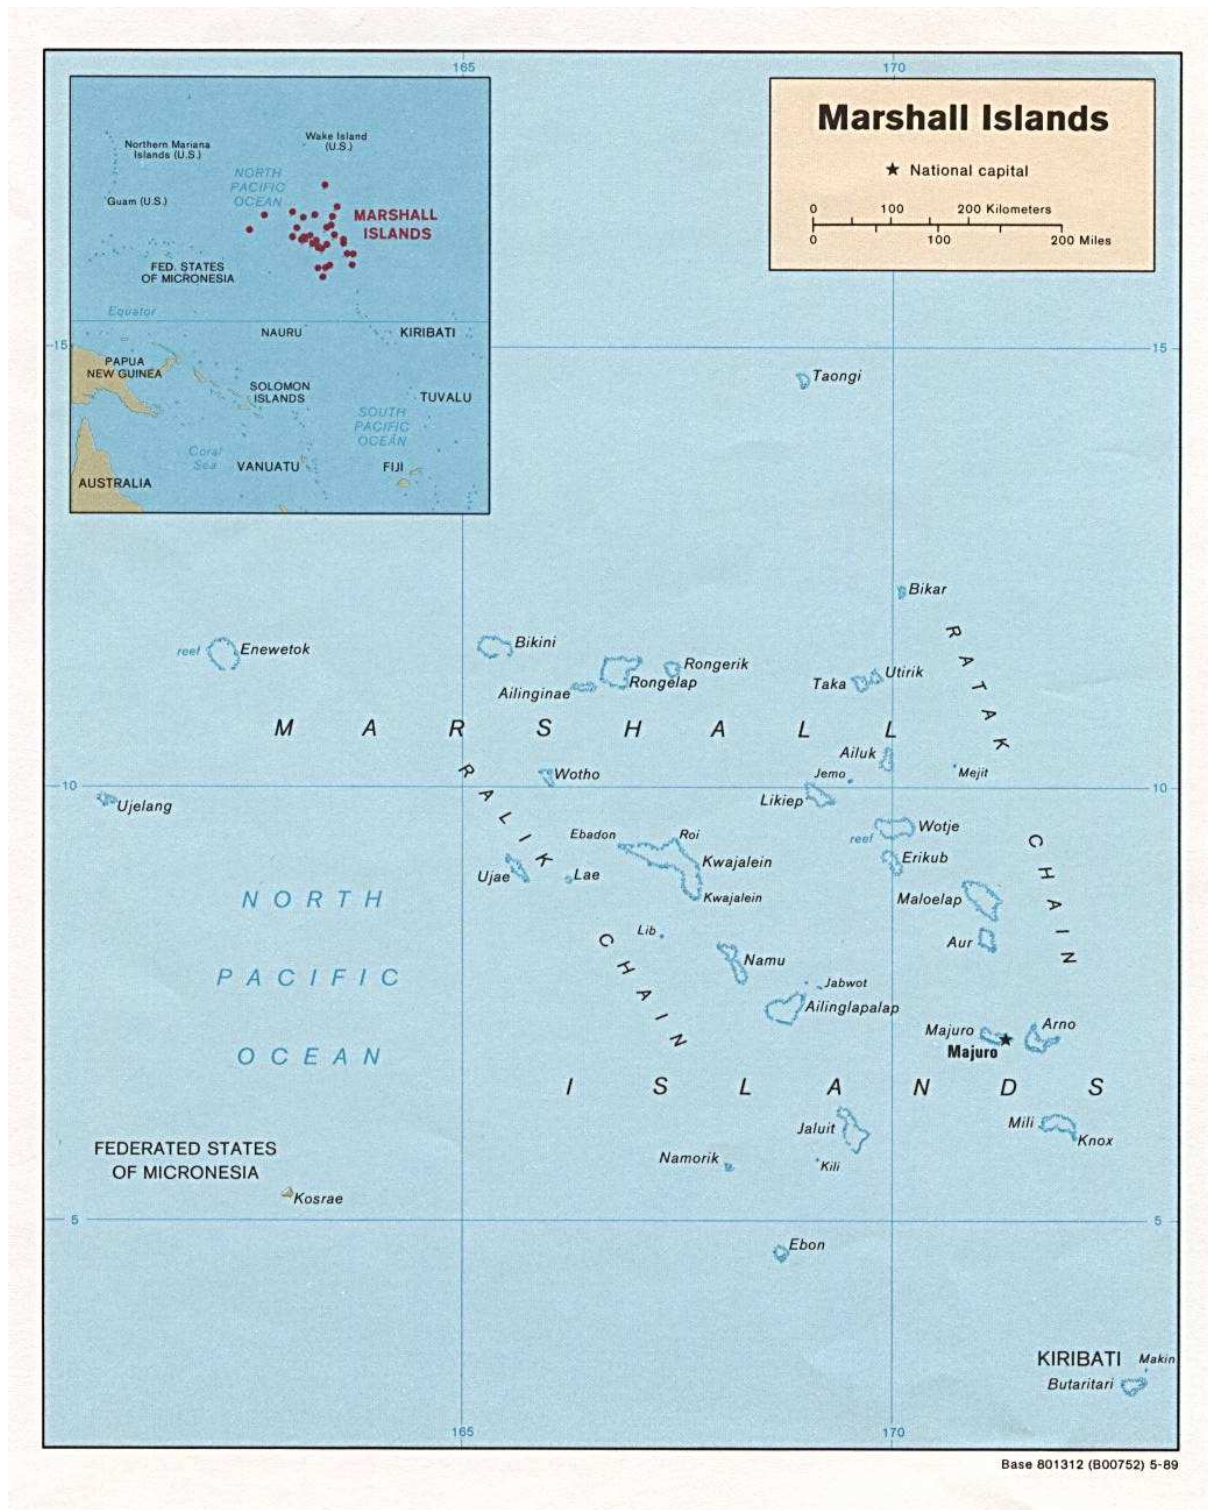 165
170
Marshall Islands
★ National capital
0 100 200 Kilometers
0 100 200 Miles
Northern Mariana
Islands (U.S.)
Wake Island
(U.S.)
NORTH
PACIFIC
OCEAN
Guam (U.S.)
MARSHALL
ISLANDS
FED. STATES
OF MICRONESIA
Equator
NAURU
KIRIBATI
PAPUA
NEW GUINEA
SOLOMON
ISLANDS
TUVALU
SOUTH
PACIFIC
OCEAN
Coral
Sea
VANUATU
FIJI
AUSTRALIA
15
15
Taongi
Bikar
RATAK
reef
Enewetok
Bikini
Rongerik
Rongelap
Ailinginae
Utirik
Taka
MARSHALL
Ailuk
Jemo
Mejit
Wotho
RALIK
10
10
Ujelang
Likiep
Wotje
reef
Erikub
CHAIN
Ebadon
Roi
Kwajalein
Kwajalein
Ujae
Lae
Maloelap
NORTH
PACIFIC
OCEAN
Lib
CHAIN
Aur
Namu
Jabwot
Ailinglapalap
Majuro
Majuro
Arno
ISLANDS
Jaluit
Mili
Knox
FEDERATED STATES
OF MICRONESIA
Namorik
Kili
Kosrae
5
5
Ebon
KIRIBATI
Makin
Butaritari
165
170
Base 801312 (B00752) 5-89